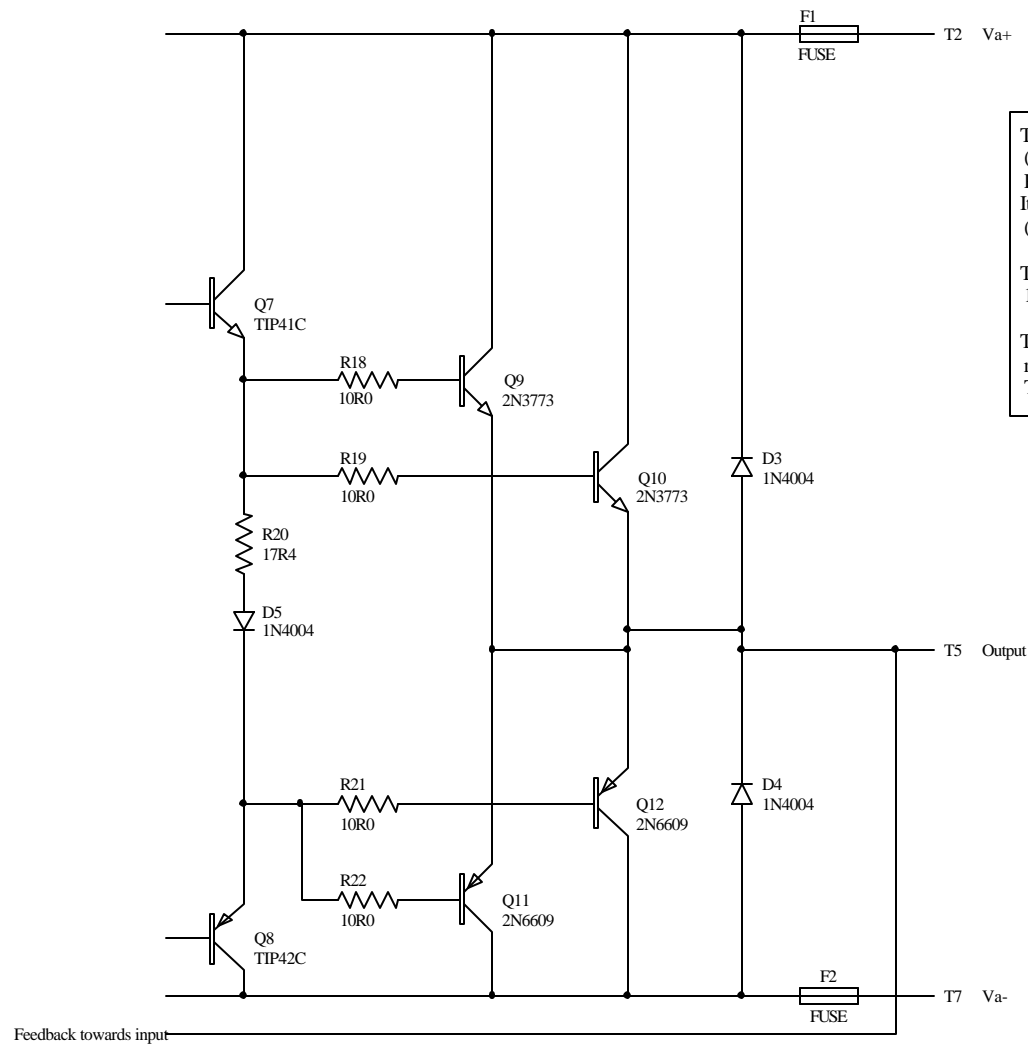 F1
T2 Va+
FUSE
T
(
It
(
T
T
T
Q7
TIP41C
R18
10R0
Q9
2N3773
R19
10R0
Q10
2N3773
D3
1N4004
R20
17R4
D5
1N4004
T5 Output
R21
10R0
Q12
2N6609
D4
1N4004
R22
10R0
Q11
2N6609
Q8
TIP42C
F2
T7 Va-
FUSE
Feedback towards input